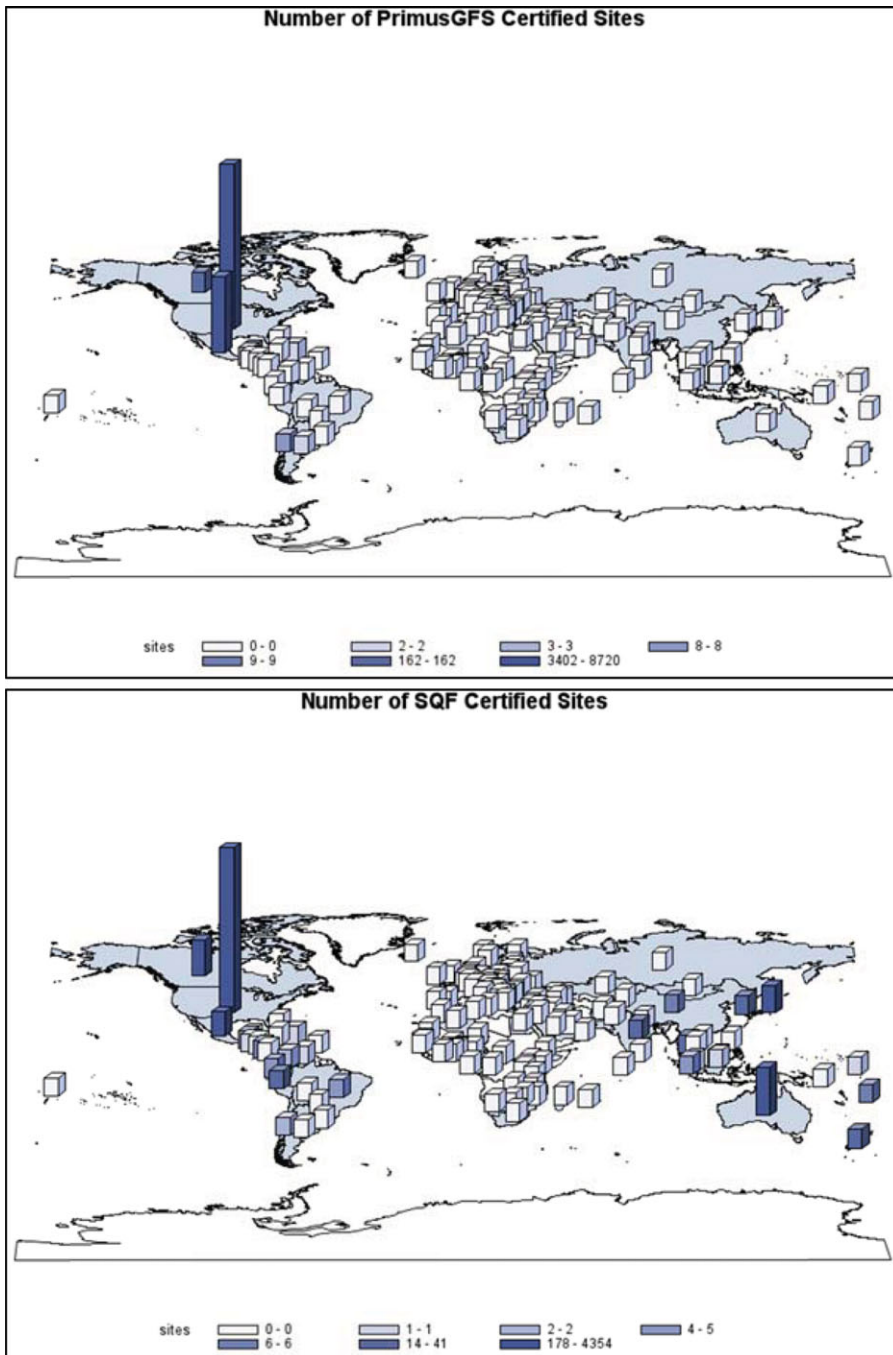 Number of PrimusGFS Certified Sites
sites 0 - 0 2 - 2 3 - 3 8 - 8
9 - 9 162 - 162 3402 - 8720
Number of SQF Certified Sites
sites 0 - 0 1 - 1 2 - 2 4 - 5
6 - 6 14 - 41 178 - 4354